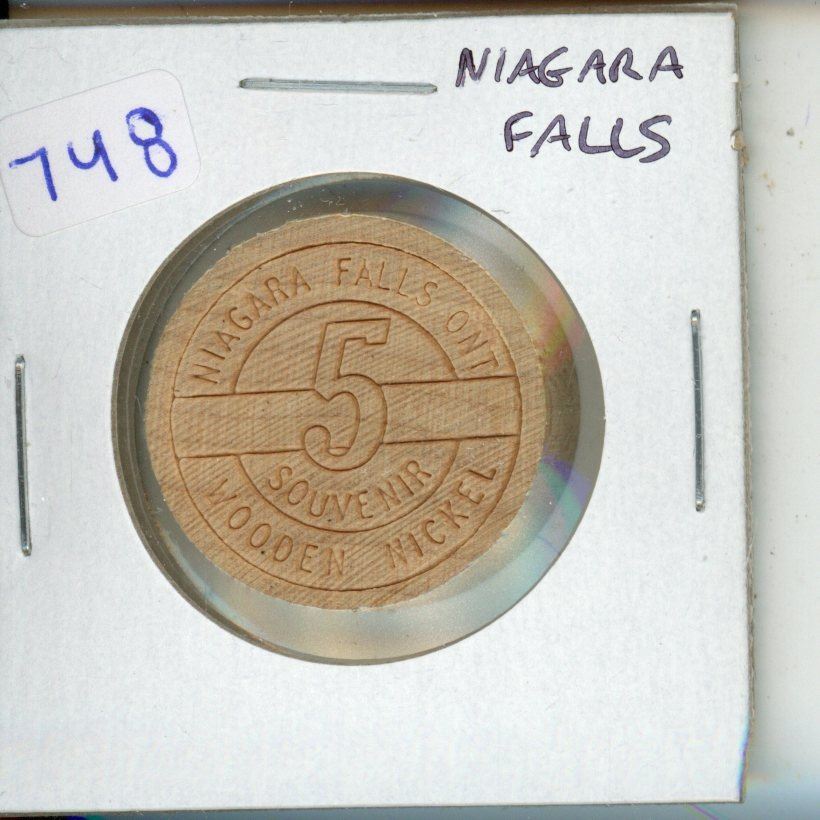 NIAGARA
FALLS
748
NIAGARA FALLS ONT
5
SOUVENIR
WOODEN NICKEL